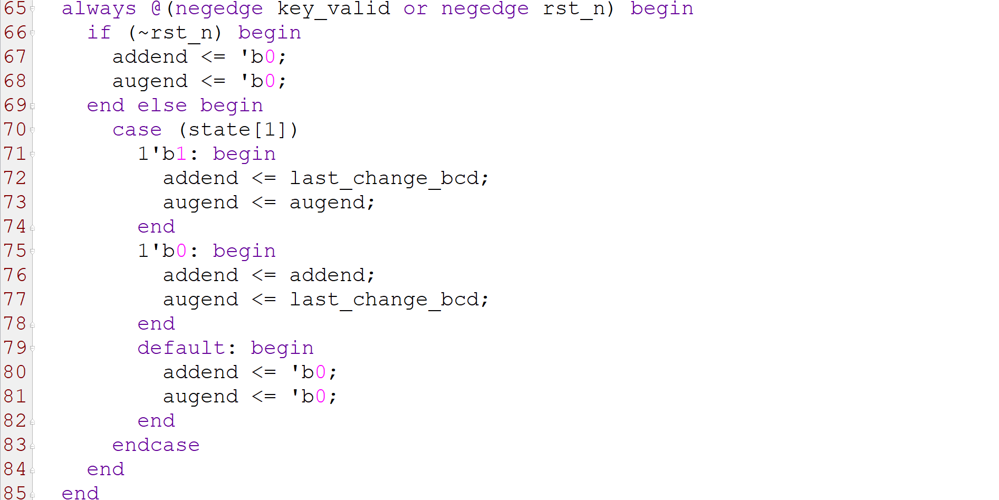 65 always @(negedge key_valid or negedge rst_n) begin
66 if (~rst_n) begin
67 addend <= 'b0;
68 augend <= 'b0;
69 end else begin
70 case (state[1])
71 1'b1: begin
72 addend <= last_change_bcd;
73 augend <= augend;
74 end
75 1'b0: begin
76 addend <= addend;
77 augend <= last_change_bcd;
78 end
79 default: begin
80 addend <= 'b0;
81 augend <= 'b0;
82 end
83 endcase
84 end
85 end